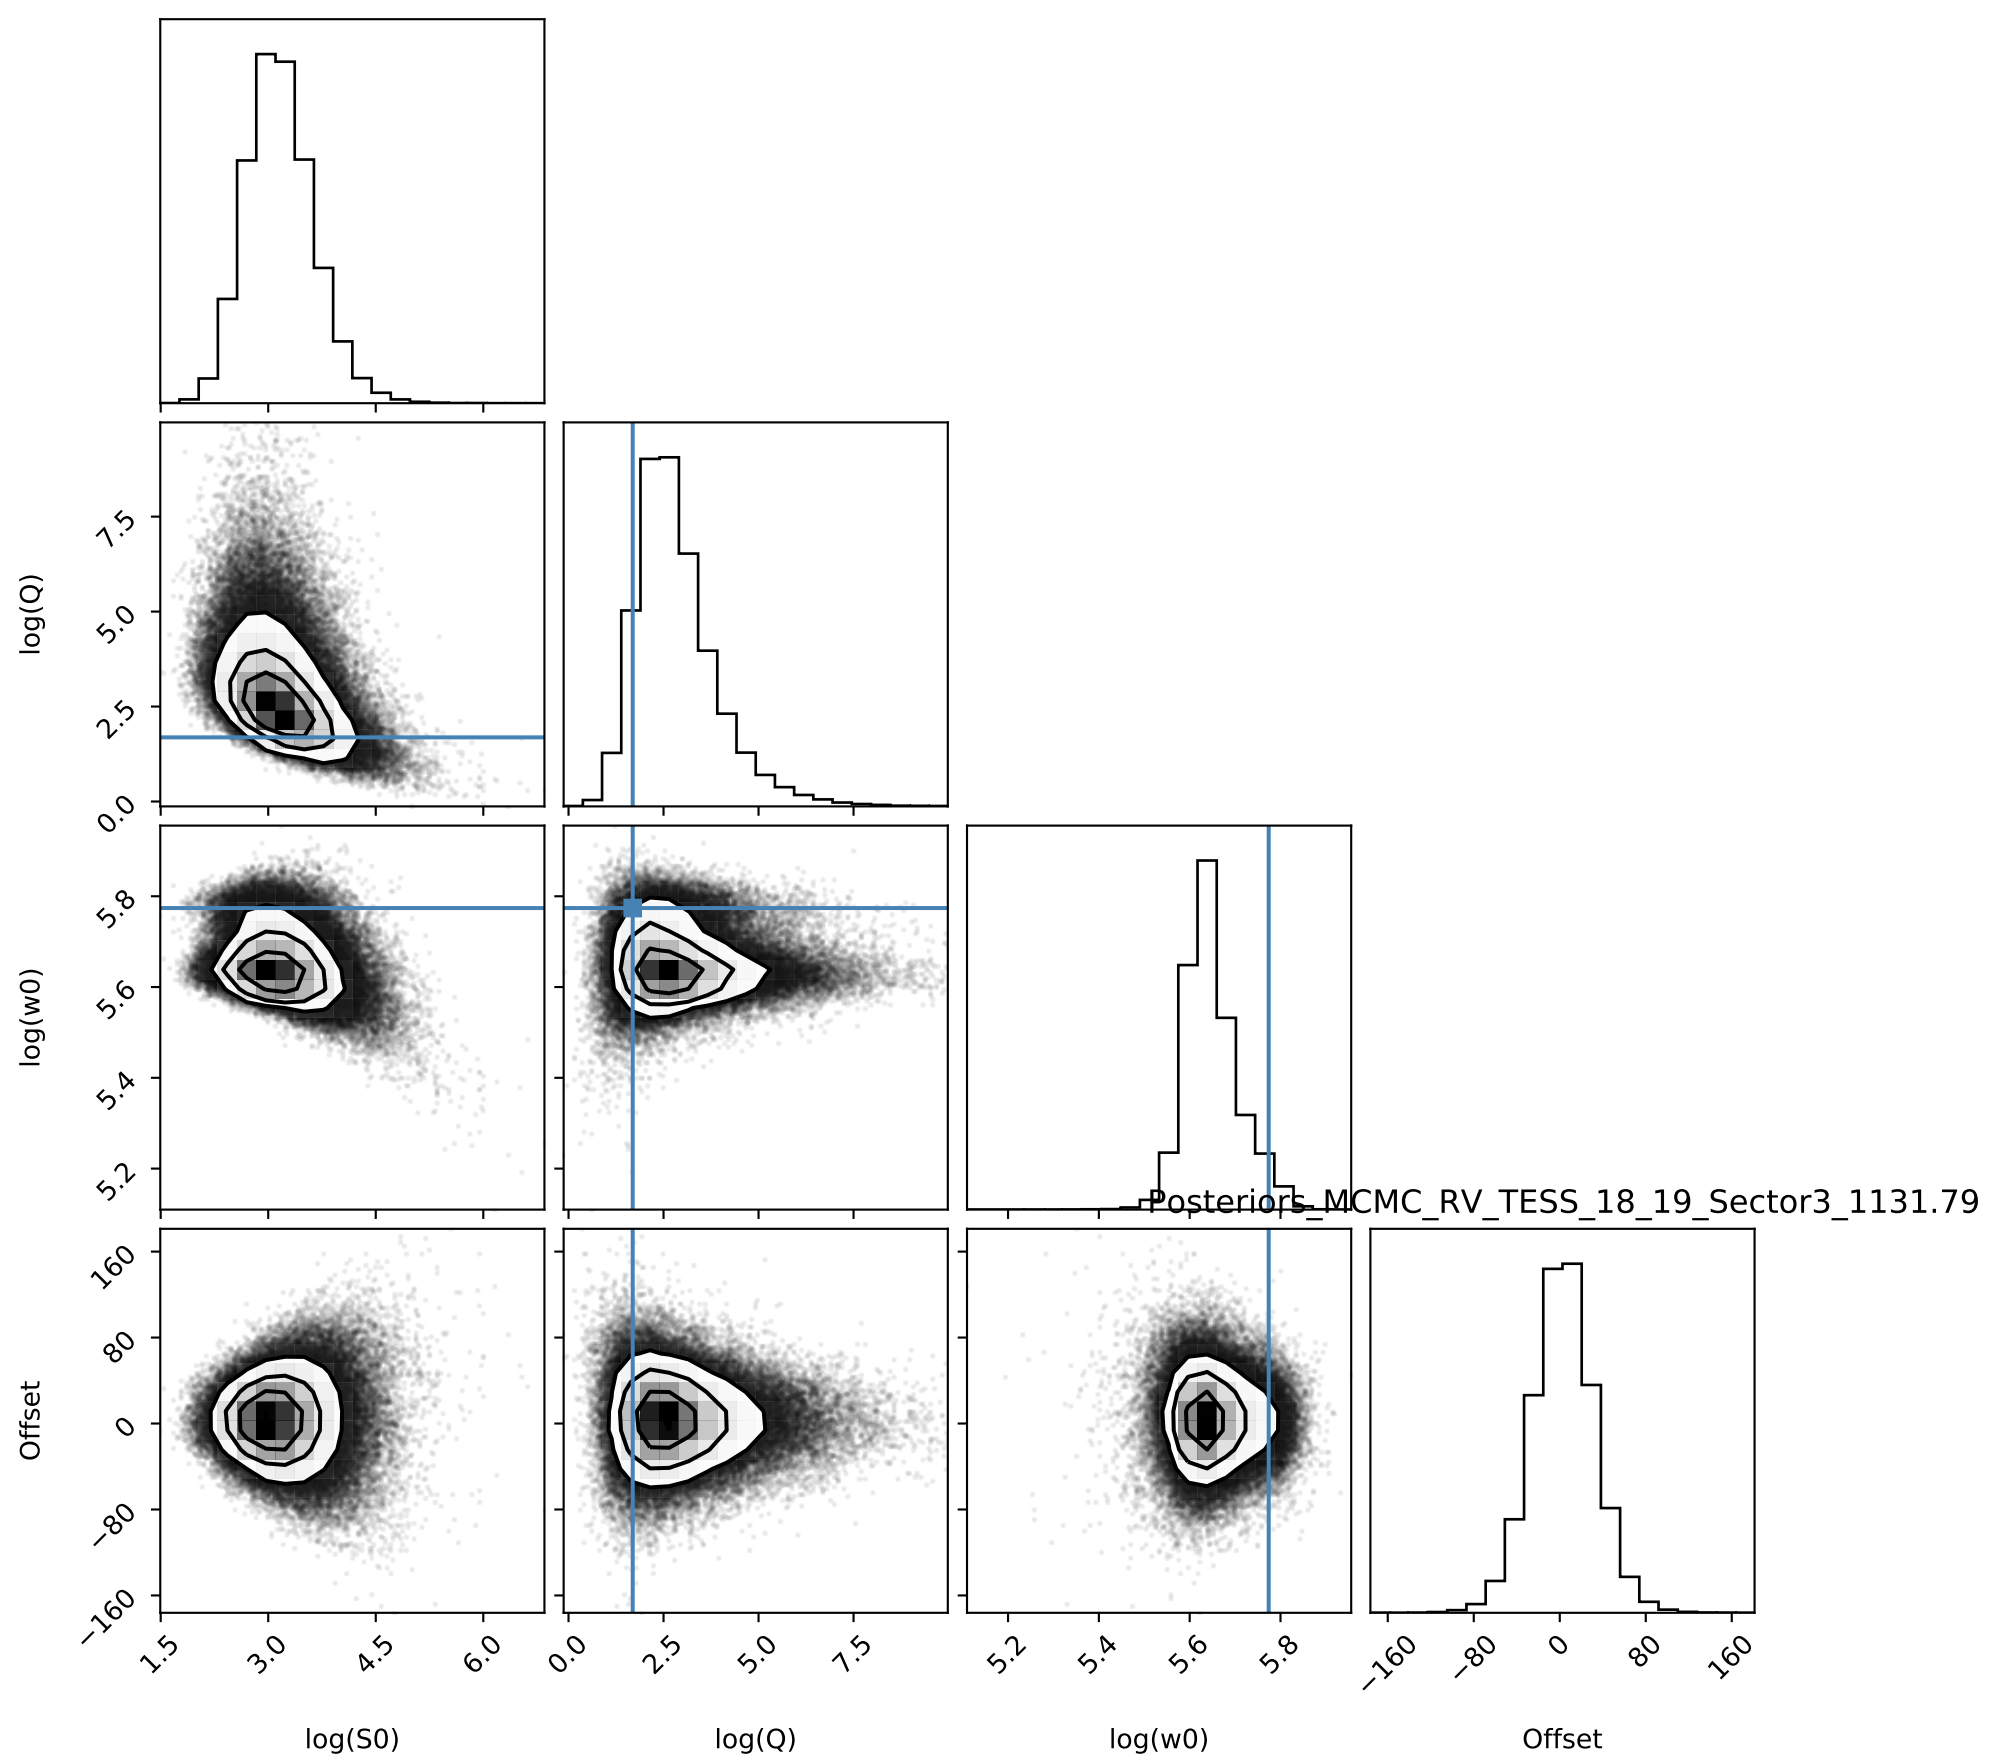 7.5
5.0
2.5
0.0
log(Q)
5.8
5.6
5.4
5.2
log(w0)
Posteriors_MCMC_RV_TESS_18_19_Sector3_1131.79
160
80
0
−80
−160
Offset
1.5 3.0 4.5 6.0
0.0 2.5 5.0 7.5
5.2 5.4 5.6 5.8
−160 −80 0 80 160
log(S0) log(Q) log(w0) Offset